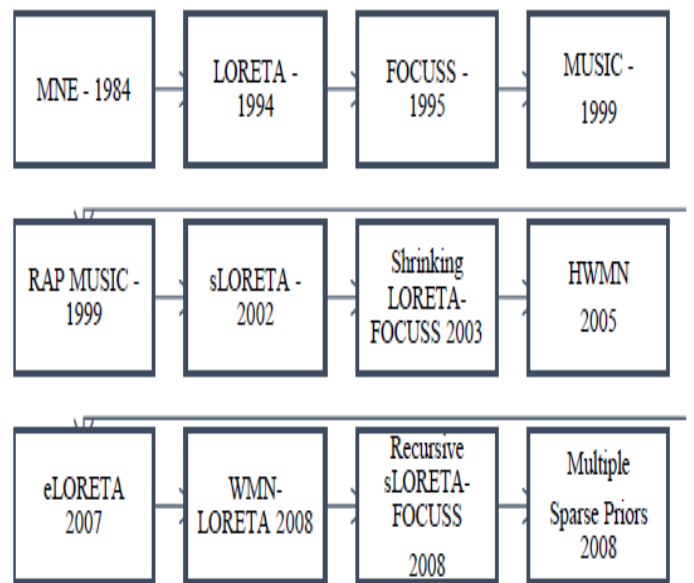 MNE - 1984
LORETA -
1994
FOCUSS -
1995
MUSIC -
1999
RAP MUSIC -
1999
sLORETA -
2002
Shrinking
LORETA-
FOCUSS 2003
HWMN
2005
eLORETA
2007
WMN-
LORETA 2008
Recursive
sLORETA-
FOCUSS
2008
Multiple
Sparse Priors
2008